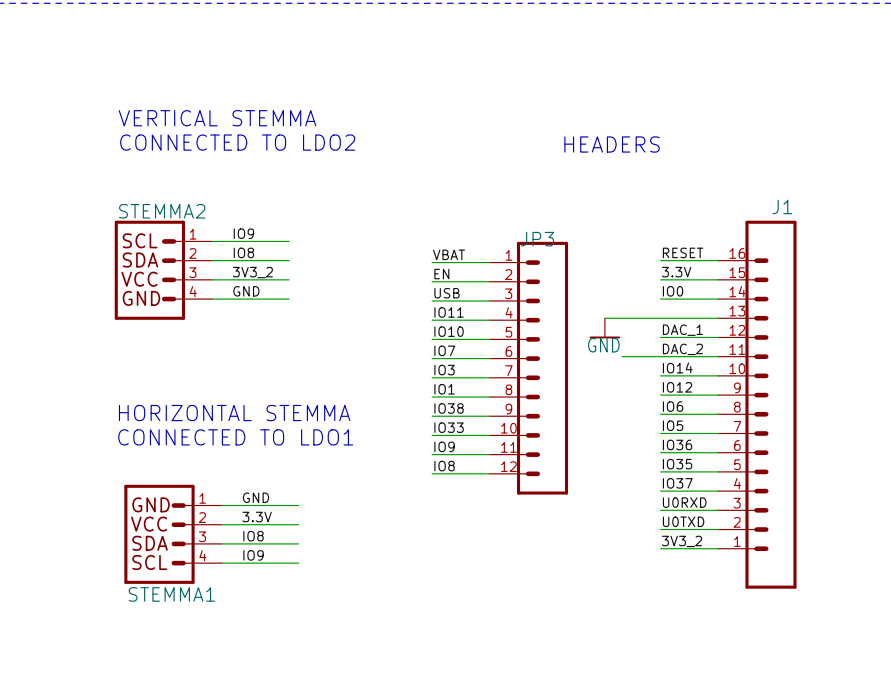 VERTICAL STEMMA
CONNECTED TO LDO2
STEMMA2
SCL 1 IO9
SDA 2 IO8
VCC 3 3V3_2
GND 4 GND
HORIZONTAL STEMMA
CONNECTED TO LDO1
GND 1 GND
VCC 2 3.3V
SDA 3 IO8
SCL 4 IO9
STEMMA1
HEADERS
JP3
VBAT 1
EN 2
USB 3
IO11 4
IO10 5
IO7 6
IO3 7
IO1 8
IO38 9
IO33 10
IO9 11
IO8 12
J1
RESET 16
3.3V 15
IO0 14
13
GND
DAC_1 12
DAC_2 11
IO14 10
IO12 9
IO6 8
IO5 7
IO36 6
IO35 5
IO37 4
U0RXD 3
U0TXD 2
3V3_2 1